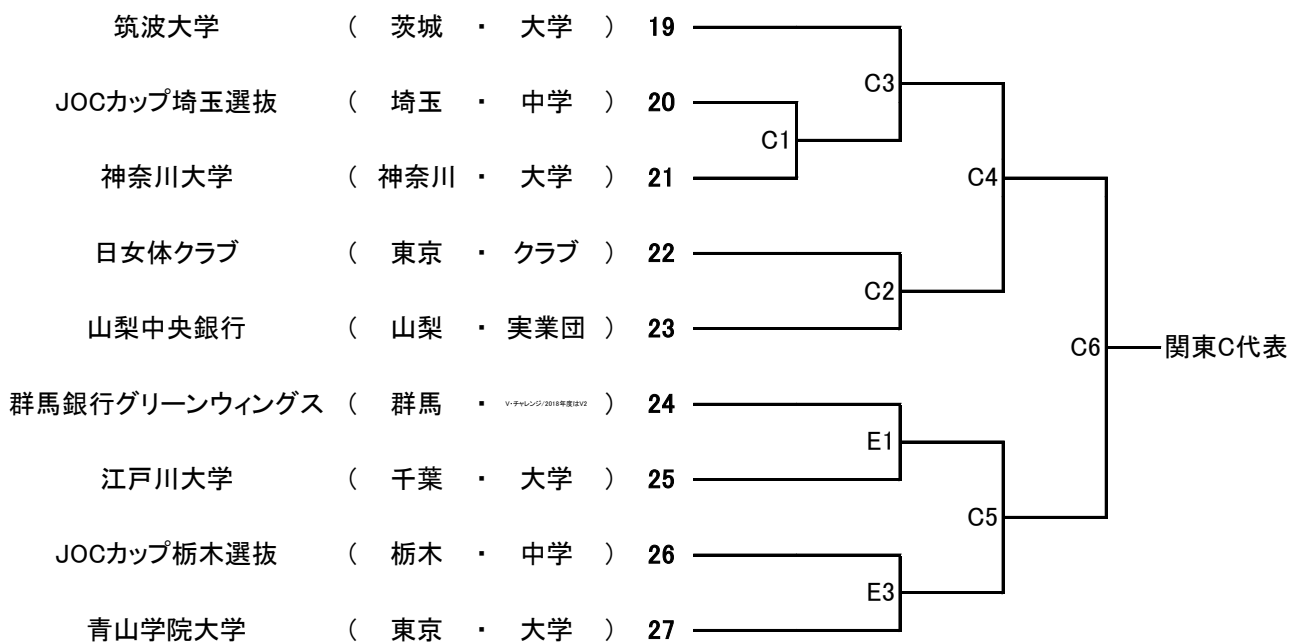 筑波大学 ( 茨城 ・ 大学 ) 19
C3
JOCカップ埼玉選抜 ( 埼玉 ・ 中学 ) 20
C1
神奈川大学 ( 神奈川 ・ 大学 ) 21
C4
日女体クラブ ( 東京 ・ クラブ ) 22
C2
山梨中央銀行 ( 山梨 ・ 実業団 ) 23
C6 関東C代表
群馬銀行グリーンウィングス ( 群馬 ・ V・チャレンジ/2018年度はV2 ) 24
E1
江戸川大学 ( 千葉 ・ 大学 ) 25
C5
JOCカップ栃木選抜 ( 栃木 ・ 中学 ) 26
E3
青山学院大学 ( 東京 ・ 大学 ) 27